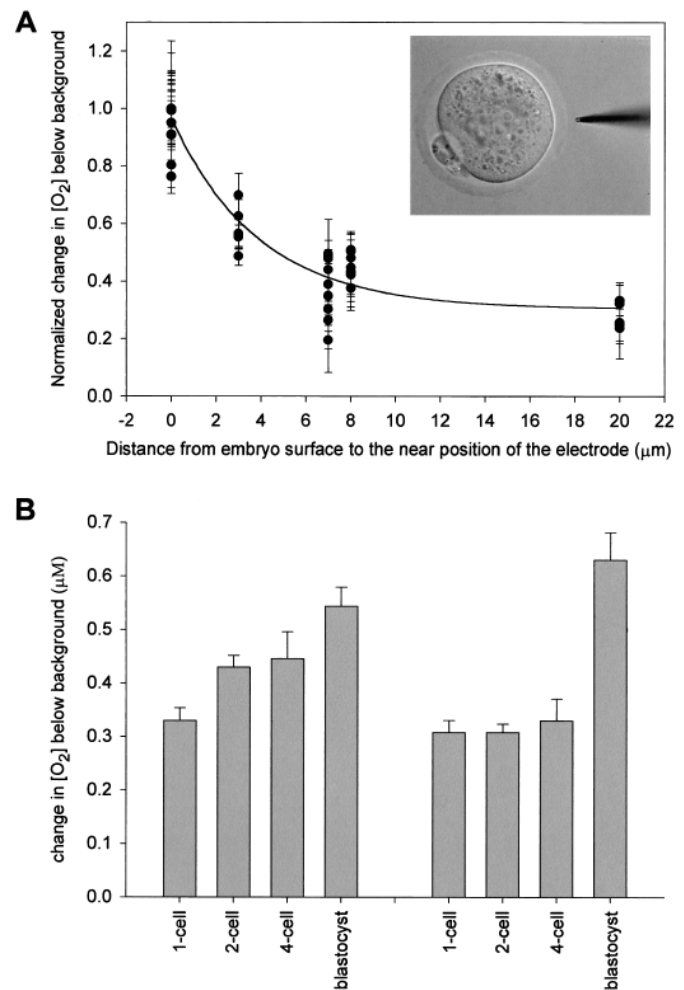 A
Normalized change in [O2] below background
1.2
1.0
0.8
0.6
0.4
0.2
0.0
-2 0 2 4 6 8 10 12 14 16 18 20 22
Distance from embryo surface to the near position of the electrode (μm)
B
change in [O2] below background (μM)
0.7
0.6
0.5
0.4
0.3
0.2
0.1
0.0
1-cell 2-cell 4-cell blastocyst 1-cell 2-cell 4-cell blastocyst